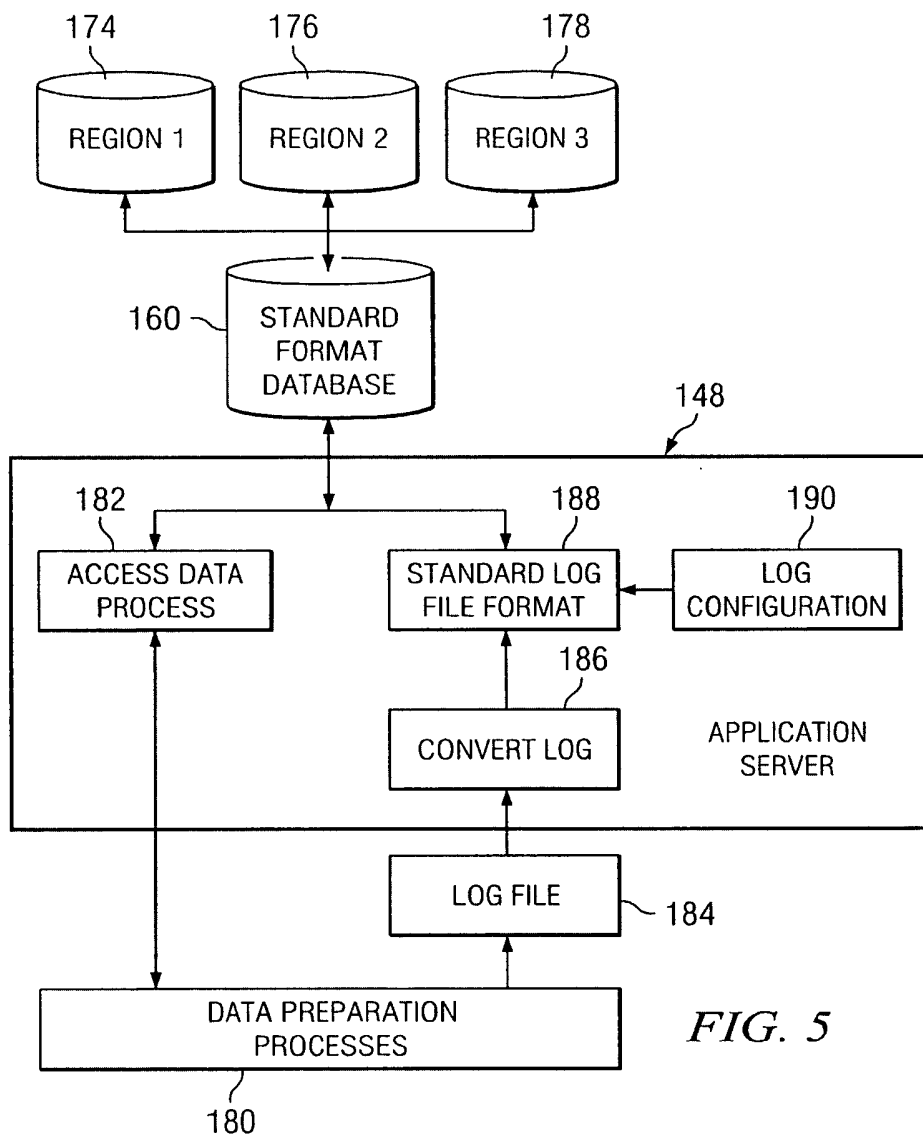 174
176
178
REGION 1
REGION 2
REGION 3
160
STANDARD
FORMAT
DATABASE
148
182
188
190
ACCESS DATA
PROCESS
STANDARD LOG
FILE FORMAT
LOG
CONFIGURATION
186
CONVERT LOG
APPLICATION
SERVER
LOG FILE
184
DATA PREPARATION
PROCESSES
FIG. 5
180